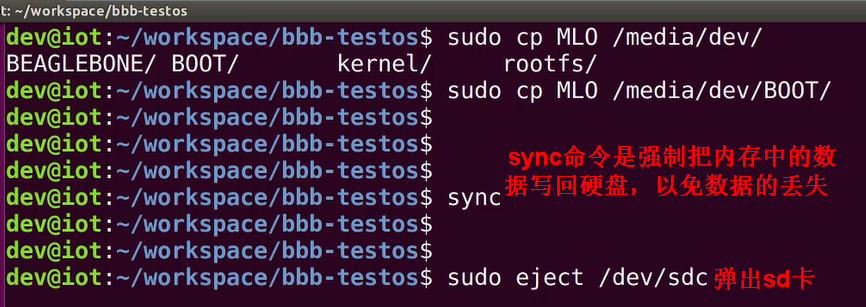 t: ~/workspace/bbb-testos
dev@iot:~/workspace/bbb-testos$ sudo cp MLO /media/dev/
BEAGLEBONE/ BOOT/ kernel/ rootfs/
dev@iot:~/workspace/bbb-testos$ sudo cp MLO /media/dev/BOOT/
dev@iot:~/workspace/bbb-testos$
dev@iot:~/workspace/bbb-testos$
dev@iot:~/workspace/bbb-testos$
sync命令是强制把内存中的数
据写回硬盘，以免数据的丢失
dev@iot:~/workspace/bbb-testos$ sync
dev@iot:~/workspace/bbb-testos$
dev@iot:~/workspace/bbb-testos$
dev@iot:~/workspace/bbb-testos$ sudo eject /dev/sdc 弹出sd卡